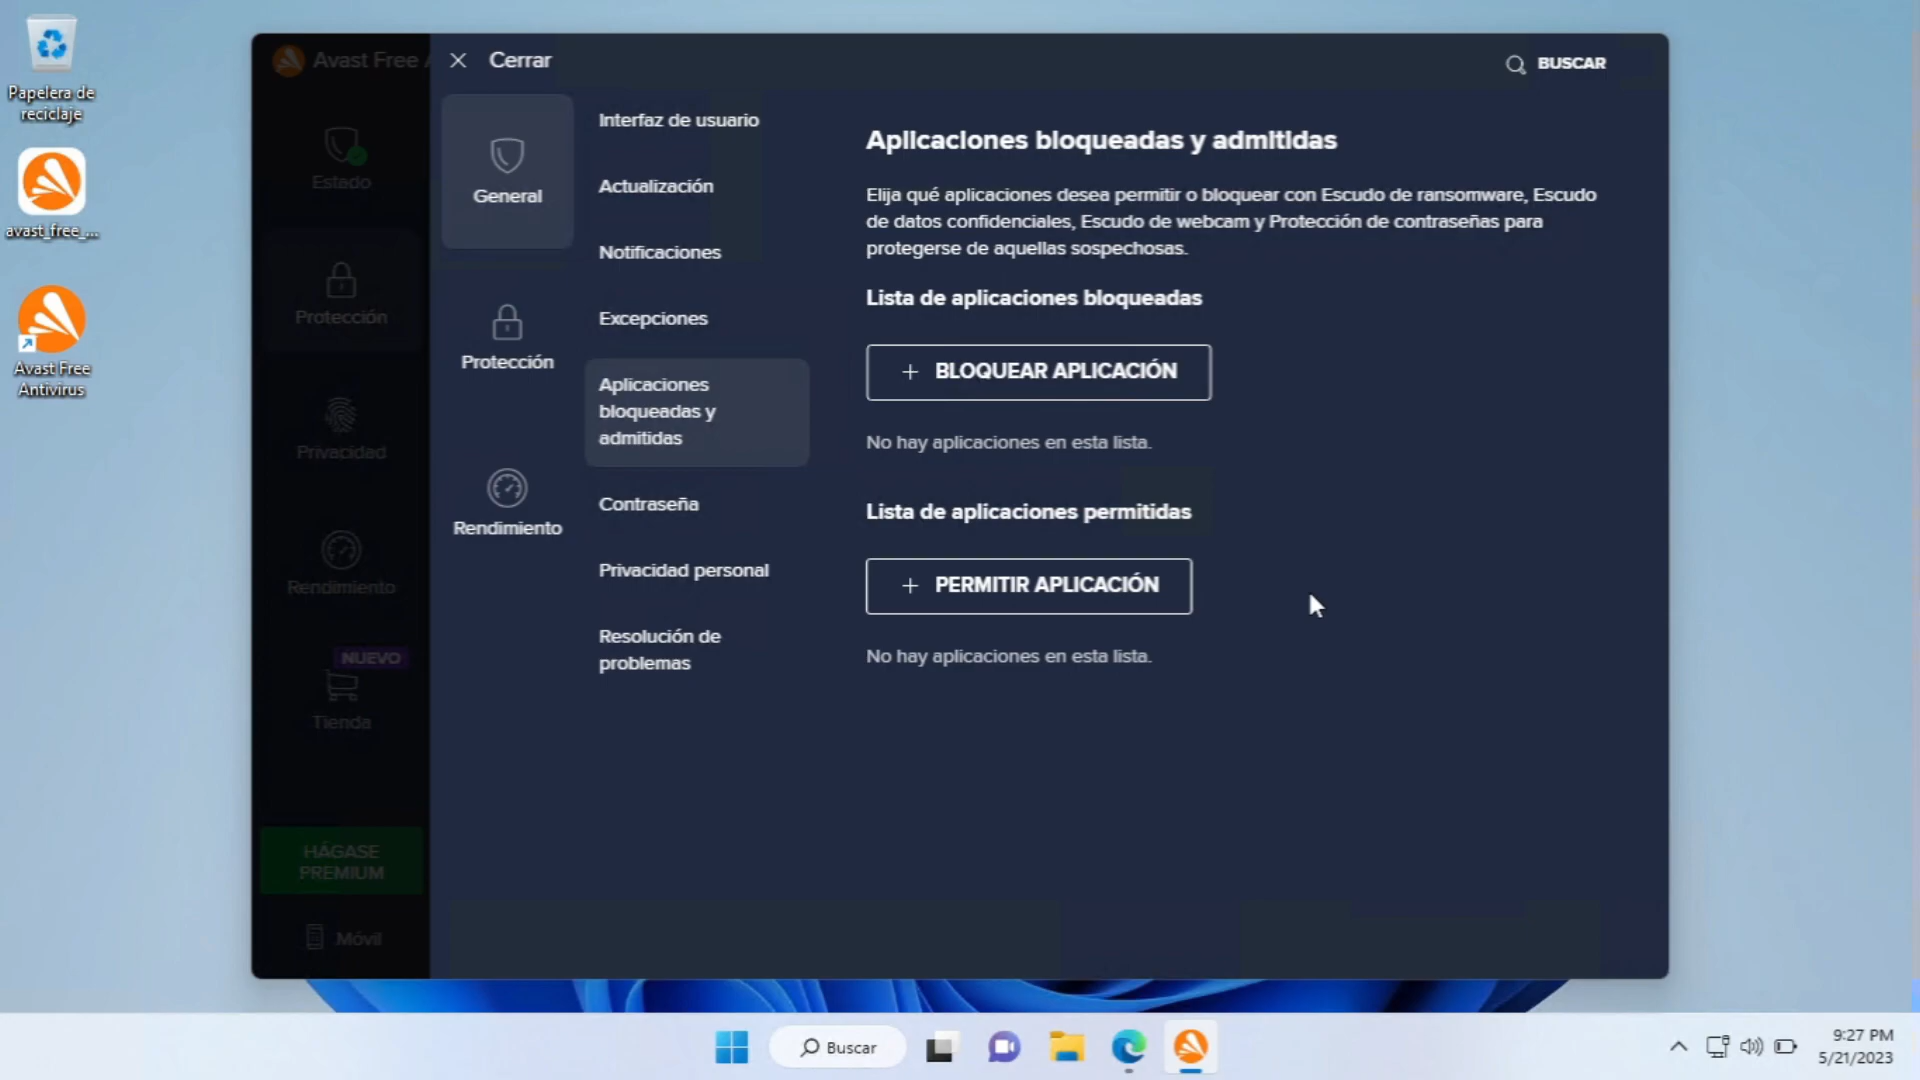 Papelera de
reciclaje
avast_free_...
Avast Free
Antivirus
Avast Free A
Estado
Protección
Privacidad
Rendimiento
NUEVO
Tienda
HÁGASE
PREMIUM
Móvil
Cerrar
BUSCAR
General
Protección
Rendimiento
Interfaz de usuario
Actualización
Notificaciones
Excepciones
Aplicaciones
bloqueadas y
admitidas
Contraseña
Privacidad personal
Resolución de
problemas
Aplicaciones bloqueadas y admitidas
Elija qué aplicaciones desea permitir o bloquear con Escudo de ransomware, Escudo
de datos confidenciales, Escudo de webcam y Protección de contraseñas para
protegerse de aquellas sospechosas.
Lista de aplicaciones bloqueadas
+ BLOQUEAR APLICACIÓN
No hay aplicaciones en esta lista.
Lista de aplicaciones permitidas
+ PERMITIR APLICACIÓN
No hay aplicaciones en esta lista.
Buscar
9:27 PM
5/21/2023